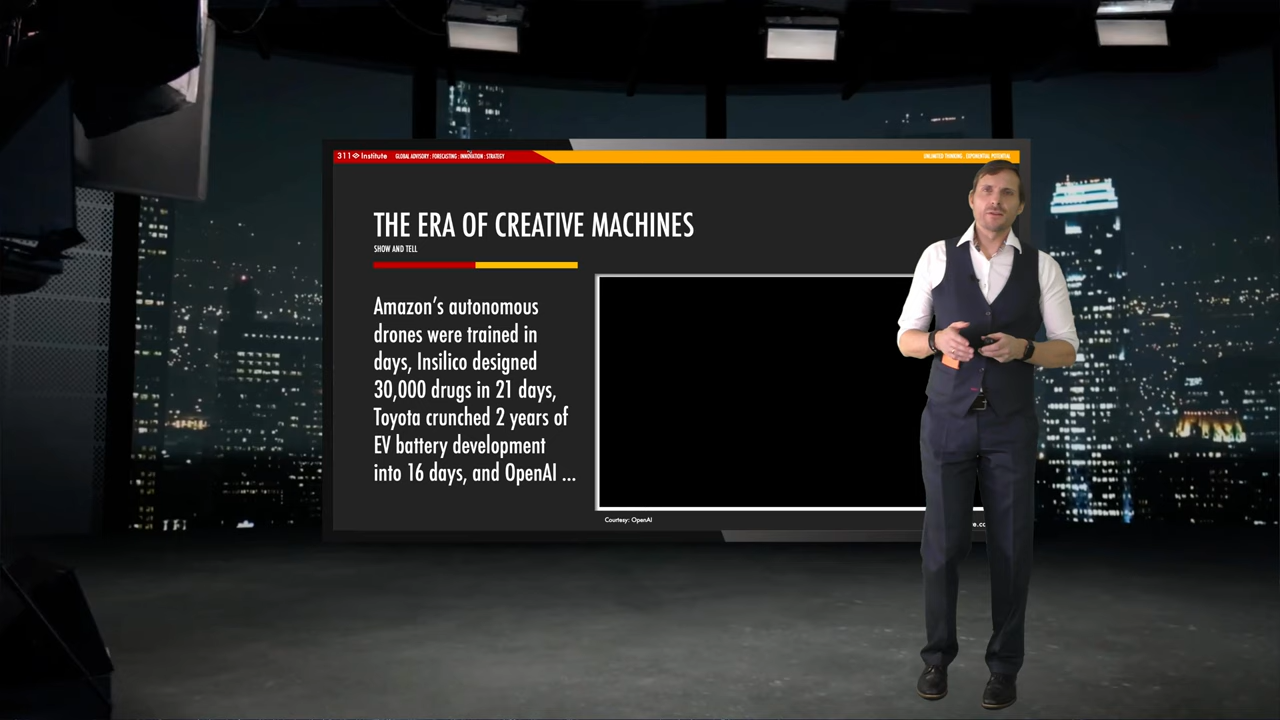 311 Institute GLOBAL ADVISORY : FORECASTING : INNOVATION : STRATEGY
UNLIMITED THINKING . EXPONENTIAL POTENTIAL
THE ERA OF CREATIVE MACHINES
SHOW AND TELL
Amazon's autonomous
drones were trained in
days, Insilico designed
30,000 drugs in 21 days,
Toyota crunched 2 years of
EV battery development
into 16 days, and OpenAI ...
Courtesy: OpenAI